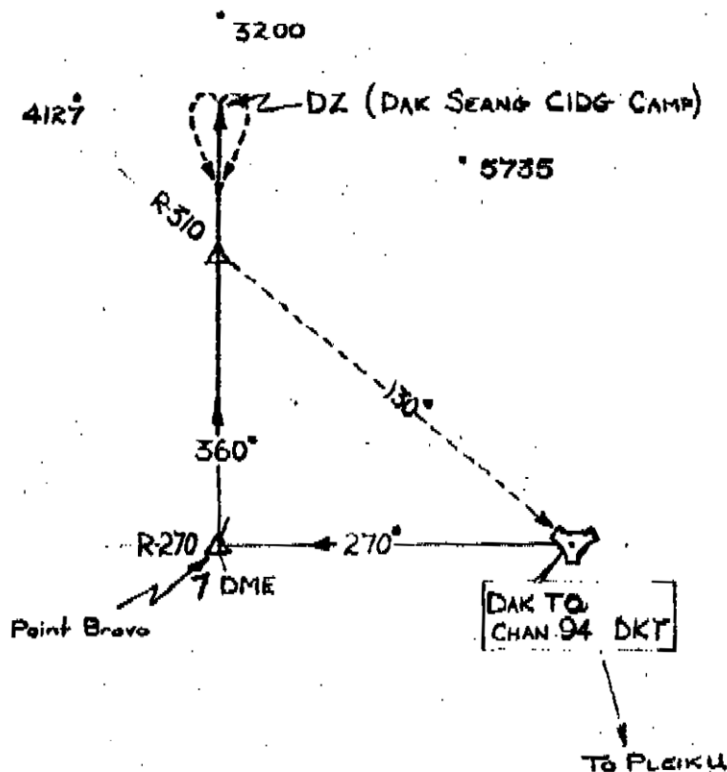 3200
4127
DZ (DAK SEANG CIDG CAMP)
5735
R-310
130°
360°
R-270
270°
7 DME
Point Bravo
DAK TO
CHAN 94 DKT
To PLEIKU